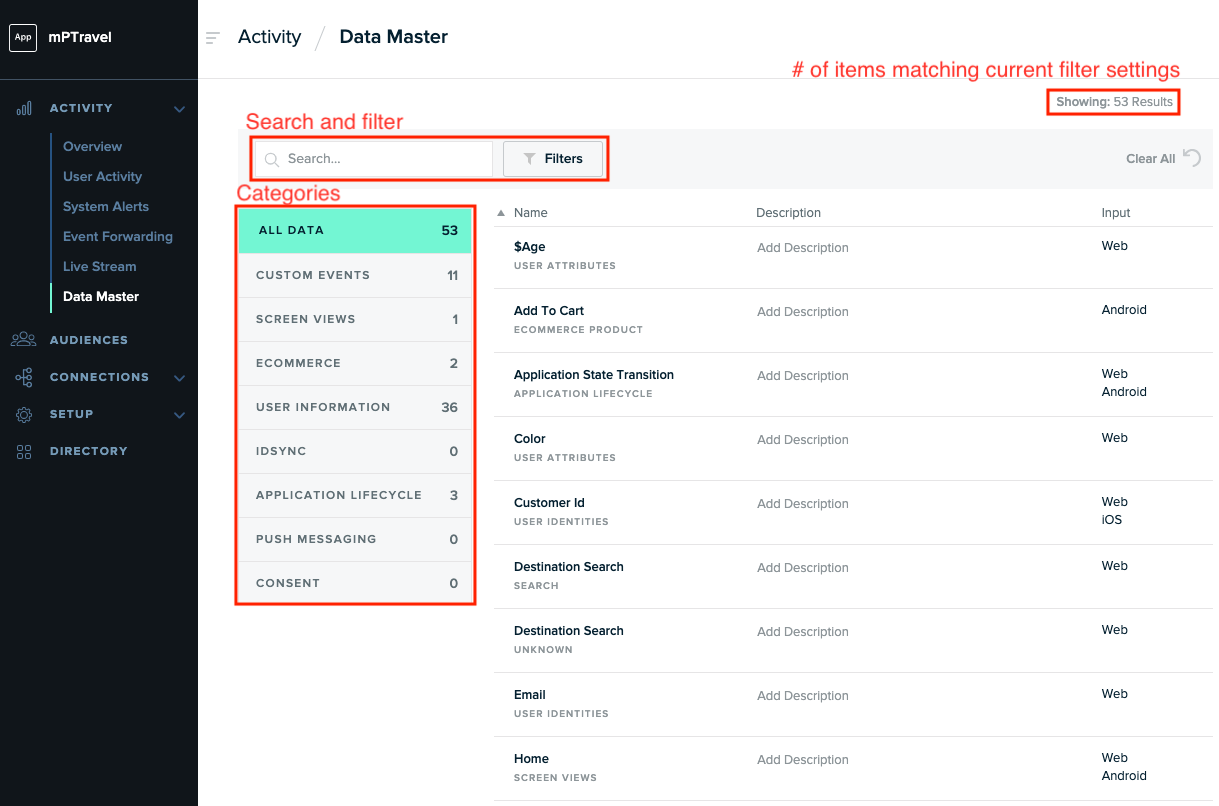 App
mPTravel
ACTIVITY
Overview
User Activity
System Alerts
Event Forwarding
Live Stream
Data Master
AUDIENCES
CONNECTIONS
SETUP
DIRECTORY
Activity / Data Master
# of items matching current filter settings
Showing: 53 Results
Search and filter
Search...
Filters
Clear All
Categories
ALL DATA 53
CUSTOM EVENTS 11
SCREEN VIEWS 1
ECOMMERCE 2
USER INFORMATION 36
IDSYNC 0
APPLICATION LIFECYCLE 3
PUSH MESSAGING 0
CONSENT 0
Name Description Input
$Age Add Description Web
USER ATTRIBUTES
Add To Cart Add Description Android
ECOMMERCE PRODUCT
Application State Transition Add Description Web
APPLICATION LIFECYCLE Android
Color Add Description Web
USER ATTRIBUTES
Customer Id Add Description Web
USER IDENTITIES iOS
Destination Search Add Description Web
SEARCH
Destination Search Add Description Web
UNKNOWN
Email Add Description Web
USER IDENTITIES
Home Add Description Web
SCREEN VIEWS Android